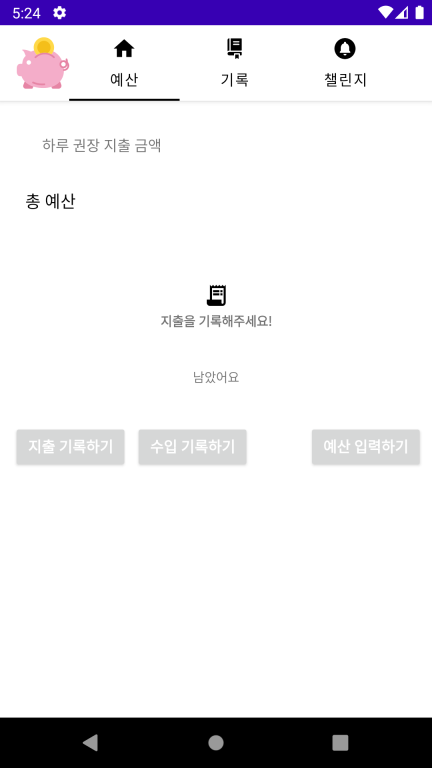 5:24
예산
기록
챌린지
하루 권장 지출 금액
총 예산
지출을 기록해주세요!
남았어요
지출 기록하기
수입 기록하기
예산 입력하기